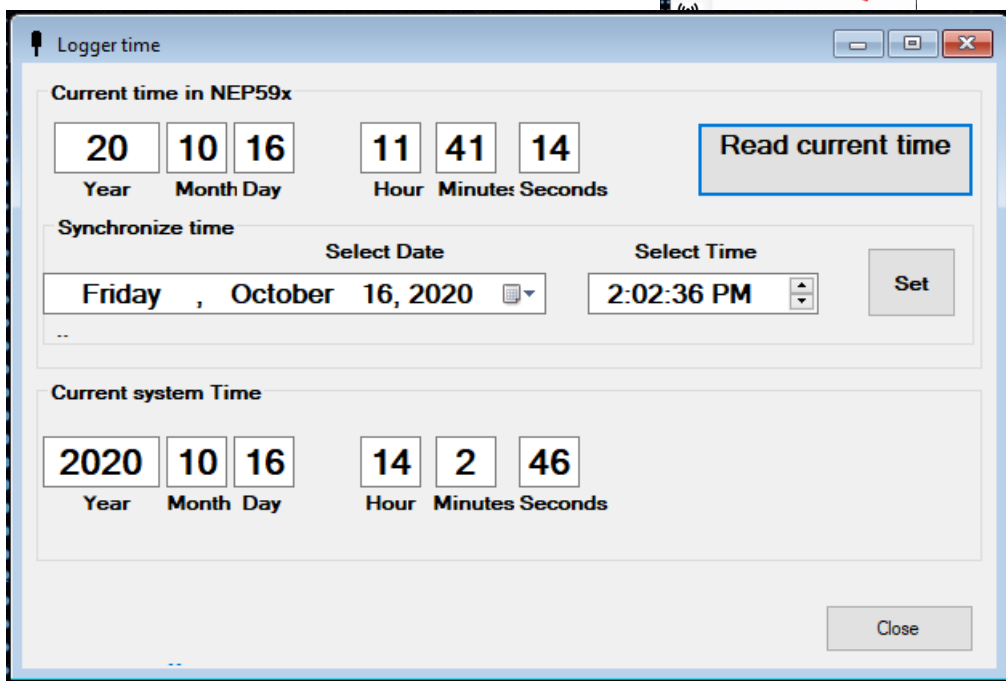 Logger time
Current time in NEP59x
20 10 16 11 41 14 Read current time
Year Month Day Hour Minutes Seconds
Synchronize time
Select Date Select Time
Friday , October 16, 2020 2:02:36 PM Set
--
Current system Time
2020 10 16 14 2 46
Year Month Day Hour Minutes Seconds
Close
--